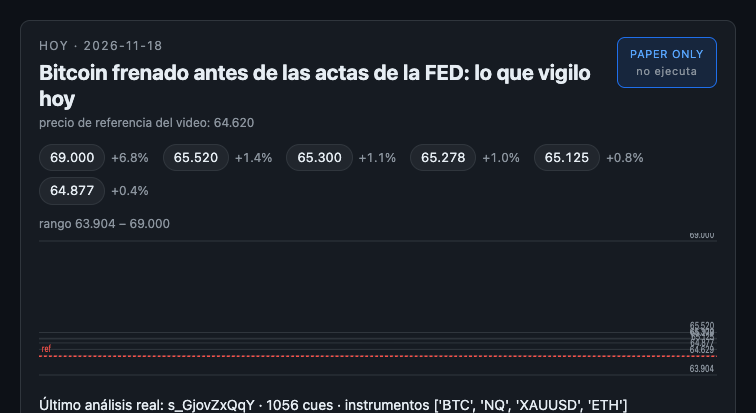 HOY · 2026-11-18
PAPER ONLY
no ejecuta
Bitcoin frenado antes de las actas de la FED: lo que vigilo
hoy
precio de referencia del video: 64.620
69.000 +6.8% 65.520 +1.4% 65.300 +1.1% 65.278 +1.0% 65.125 +0.8%
64.877 +0.4%
rango 63.904 – 69.000
69.000
65.520
64.877
ref
64.629
63.904
Último análisis real: s_GjovZxQqY · 1056 cues · instrumentos ['BTC', 'NQ', 'XAUUSD', 'ETH']